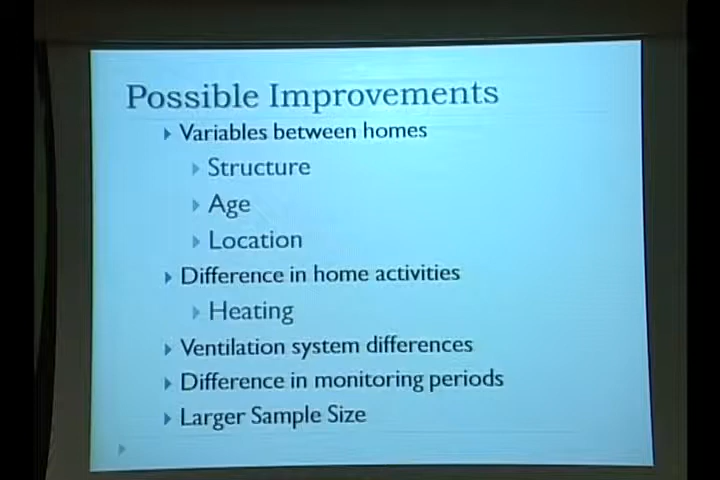 Possible Improvements
Variables between homes
Structure
Age
Location
Difference in home activities
Heating
Ventilation system differences
Difference in monitoring periods
Larger Sample Size